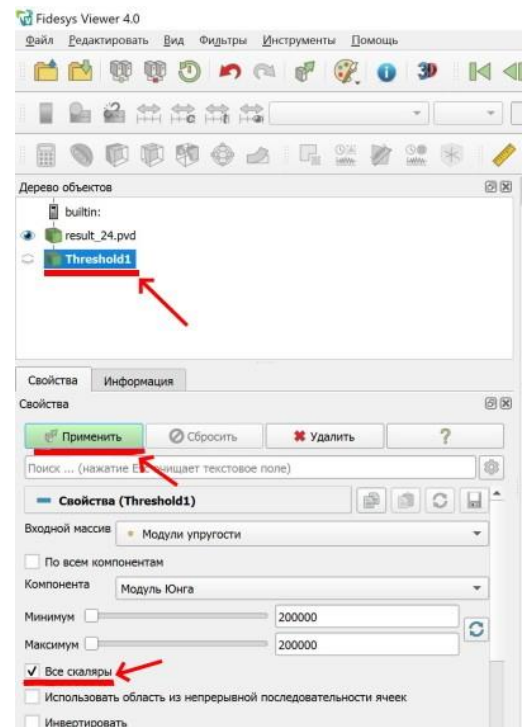 Fidesys Viewer 4.0
Файл Редактировать Вид Фильтры Инструменты Помощь
3D
Дерево объектов
builtin:
result_24.pvd
Threshold1
Свойства Информация
Свойства
Применить Сбросить Удалить ?
Поиск ... (нажатие очищает текстовое поле)
Свойства (Threshold1)
Входной массив Модули упругости
По всем компонентам
Компонента Модуль Юнга
Минимум 200000
Максимум 200000
Все скаляры
Использовать область из непрерывной последовательности ячеек
Инвертировать